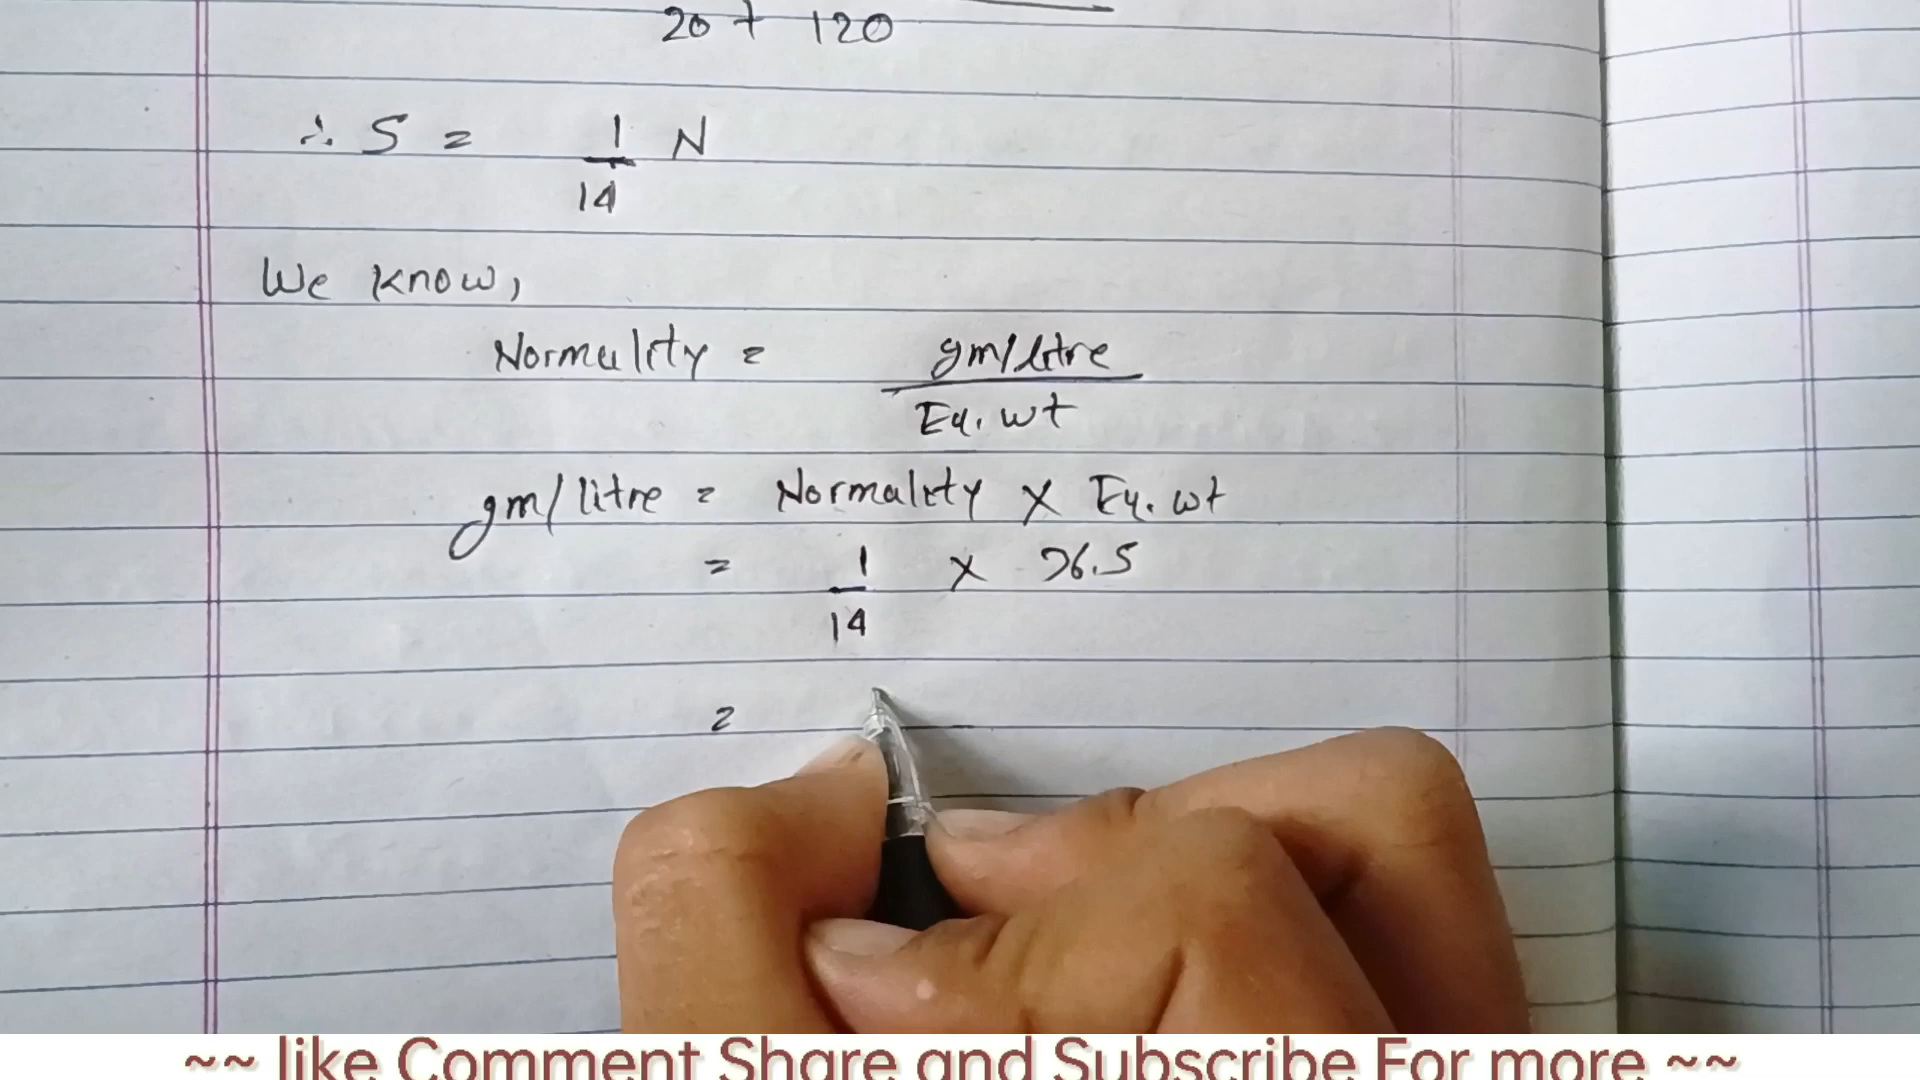 20 + 120
∴ S = 1/14 N
We know,
Normality = gm/litre / Eq. wt
gm/litre = Normality × Eq. wt
= 1/14 × 36.5
=
~~ like Comment Share and Subscribe For more ~~